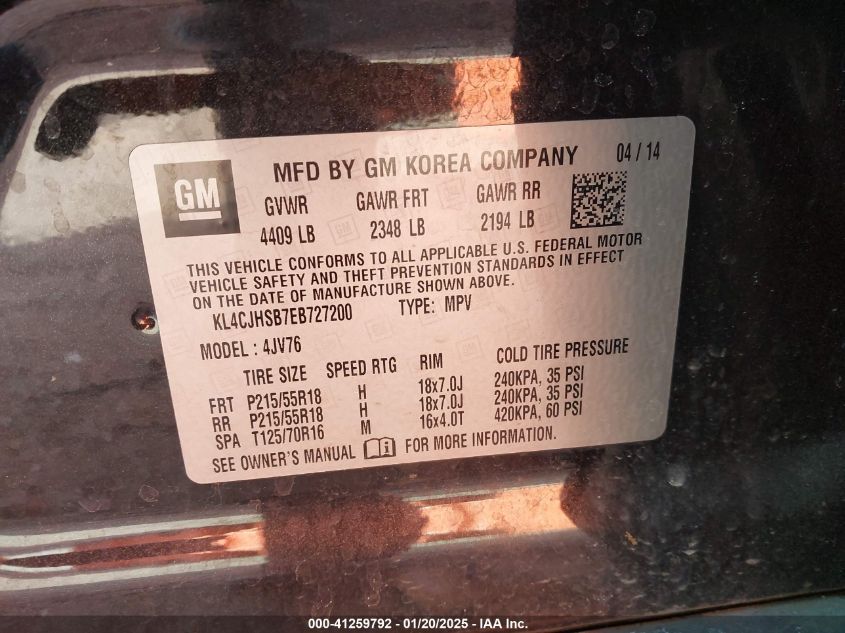 GM MFD BY GM KOREA COMPANY 04 / 14
GVWR GAWR FRT GAWR RR
4409 LB 2348 LB 2194 LB
THIS VEHICLE CONFORMS TO ALL APPLICABLE U.S. FEDERAL MOTOR
VEHICLE SAFETY AND THEFT PREVENTION STANDARDS IN EFFECT
ON THE DATE OF MANUFACTURE SHOWN ABOVE.
KL4CJHSB7EB727200 TYPE: MPV
MODEL : 4JV76
TIRE SIZE SPEED RTG RIM COLD TIRE PRESSURE
FRT P215/55R18 H 18x7.0J 240KPA, 35 PSI
RR P215/55R18 H 18x7.0J 240KPA, 35 PSI
SPA T125/70R16 M 16x4.0T 420KPA, 60 PSI
SEE OWNER'S MANUAL FOR MORE INFORMATION.
000-41259792 - 01/20/2025 - IAA Inc.